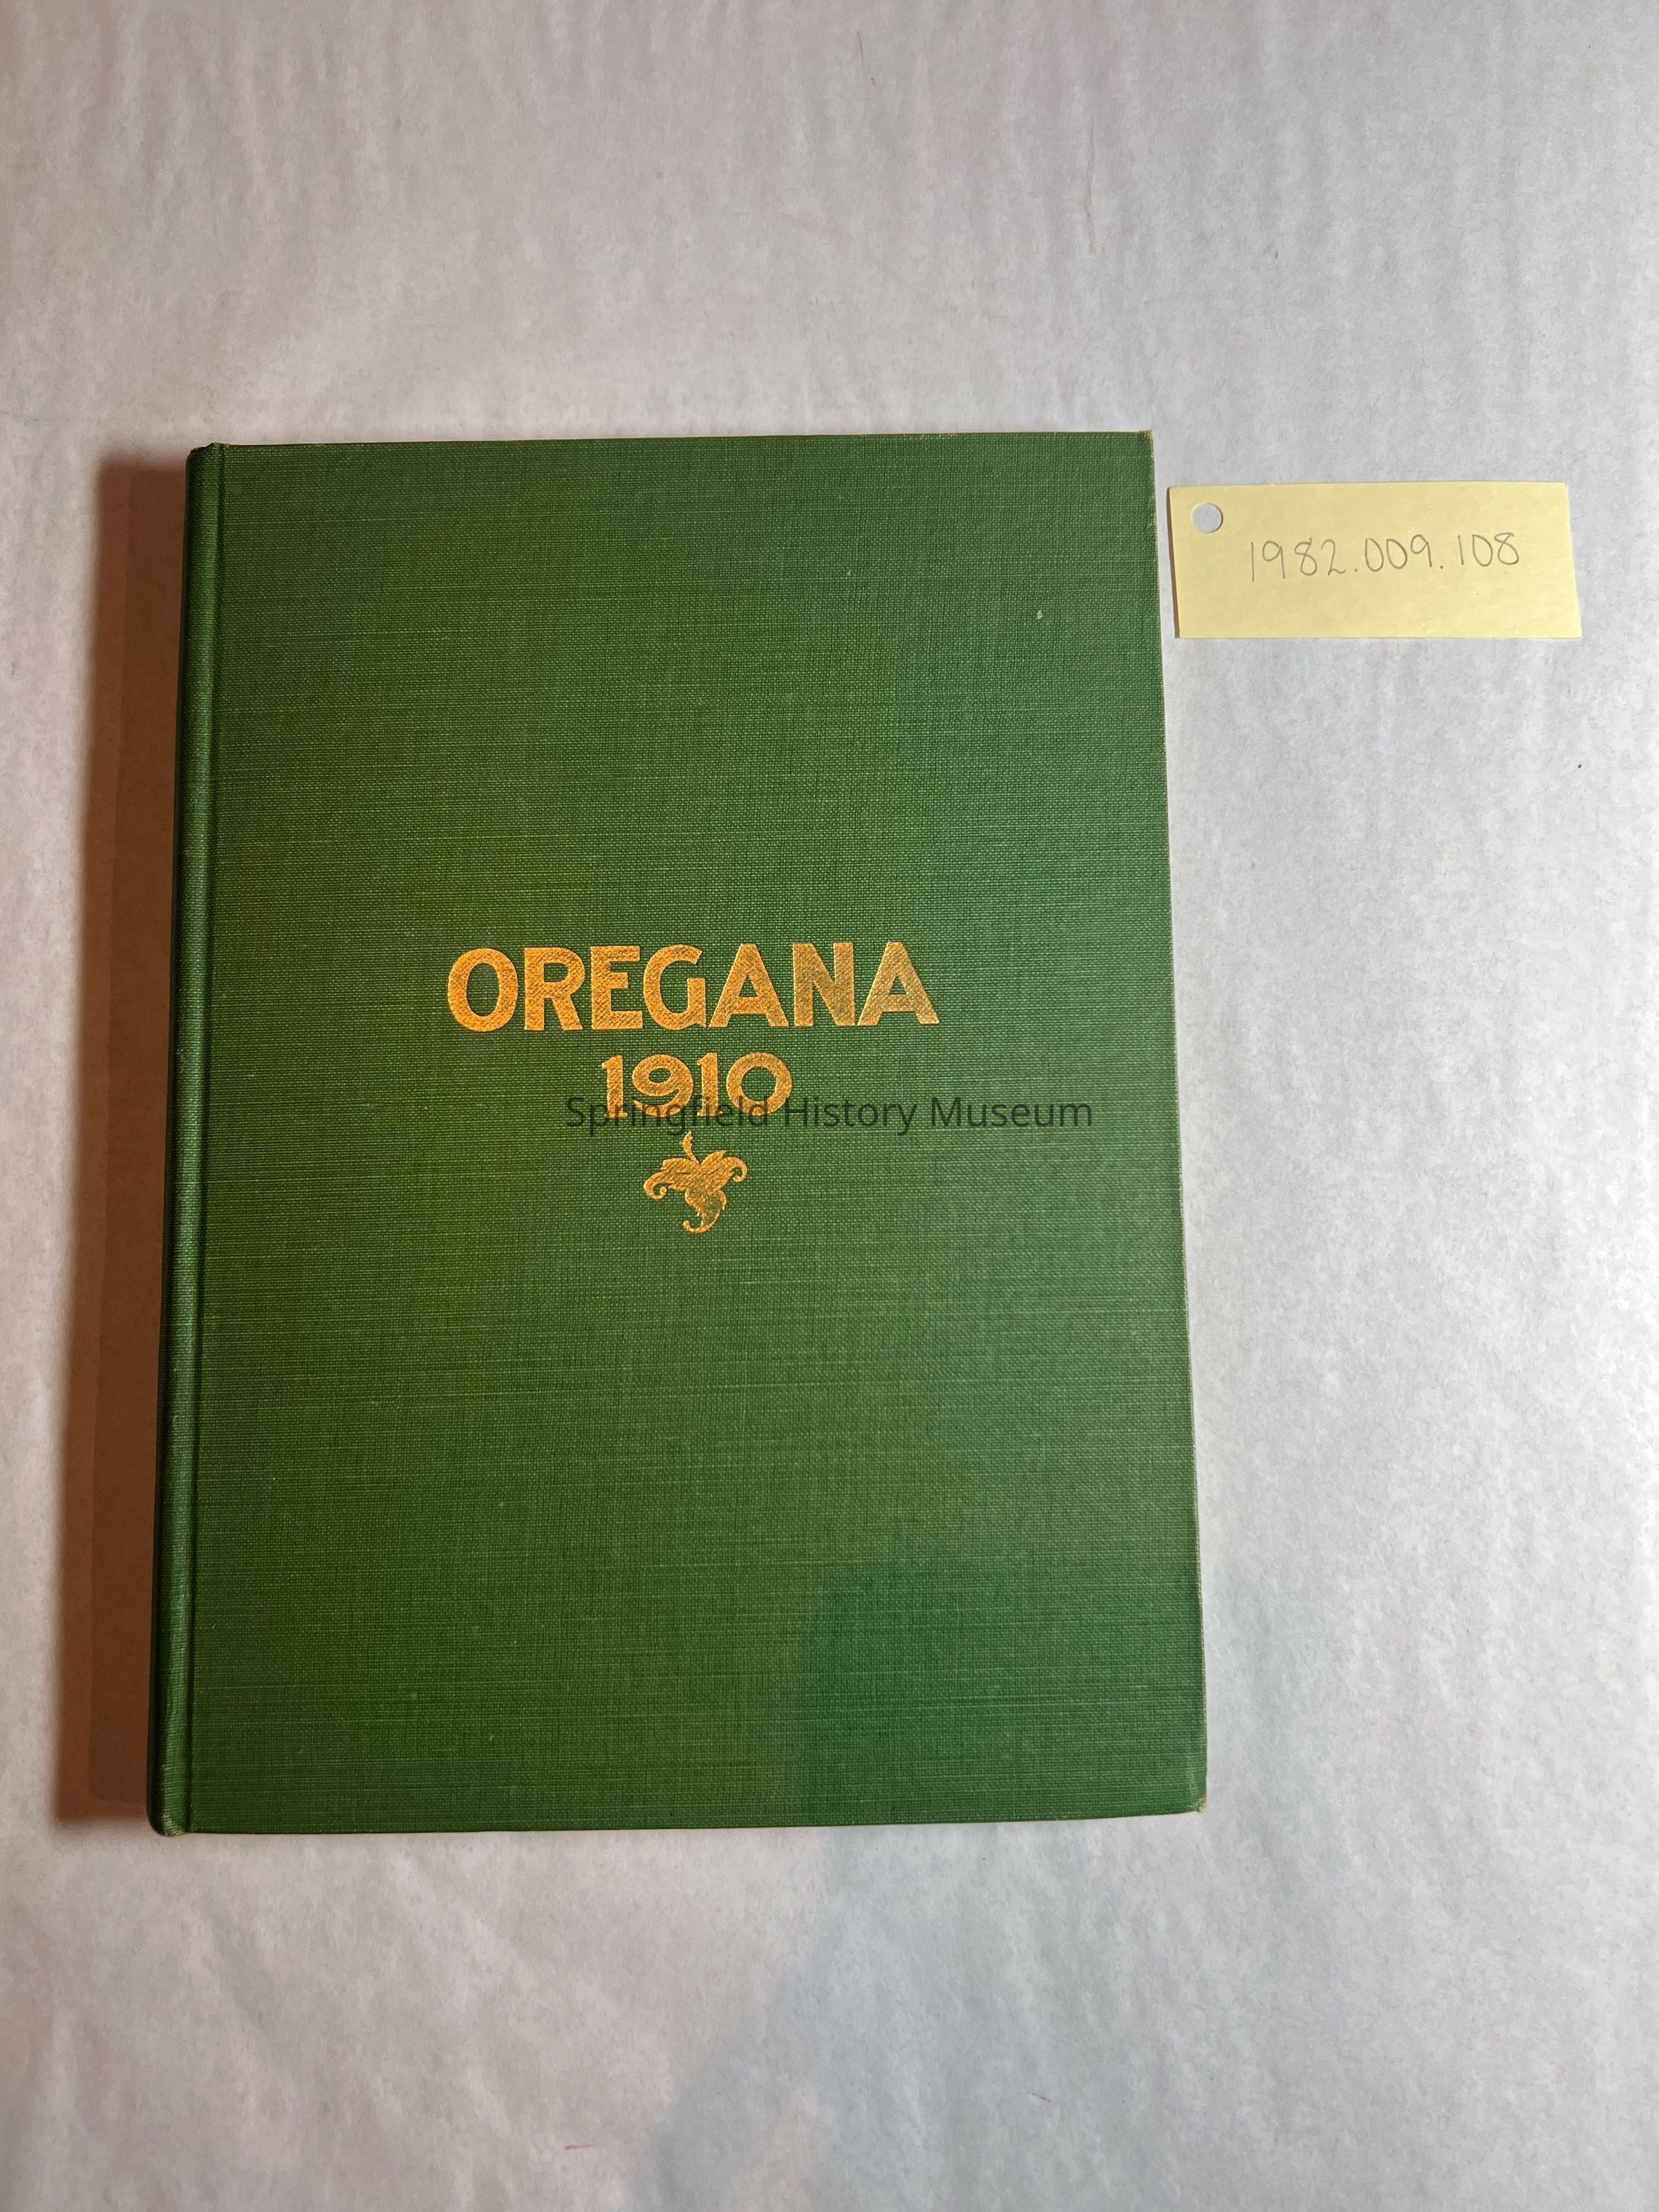 1982.009.108
OREGANA
1910
Springfield History Museum